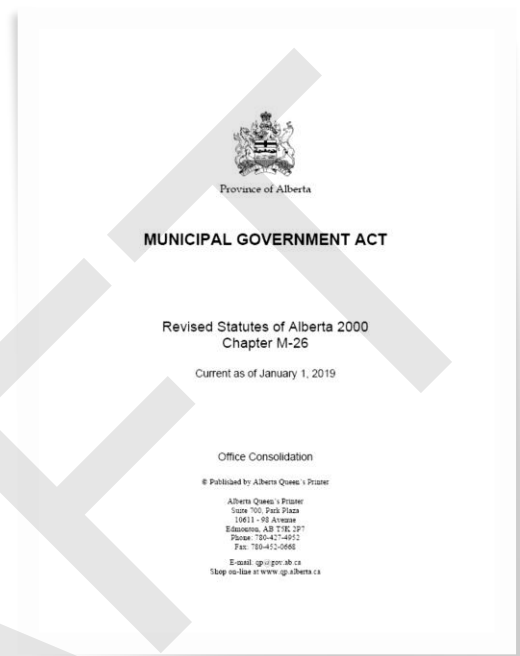 Province of Alberta
MUNICIPAL GOVERNMENT ACT
Revised Statutes of Alberta 2000
Chapter M-26
Current as of January 1, 2019
Office Consolidation
© Published by Alberta Queen's Printer
Alberta Queen's Printer
Suite 700, Park Plaza
10611 - 98 Avenue
Edmonton, AB T5K 2P7
Phone: 780-427-4952
Fax: 780-452-0668
E-mail: qp@gov.ab.ca
Shop on-line at www.qp.alberta.ca